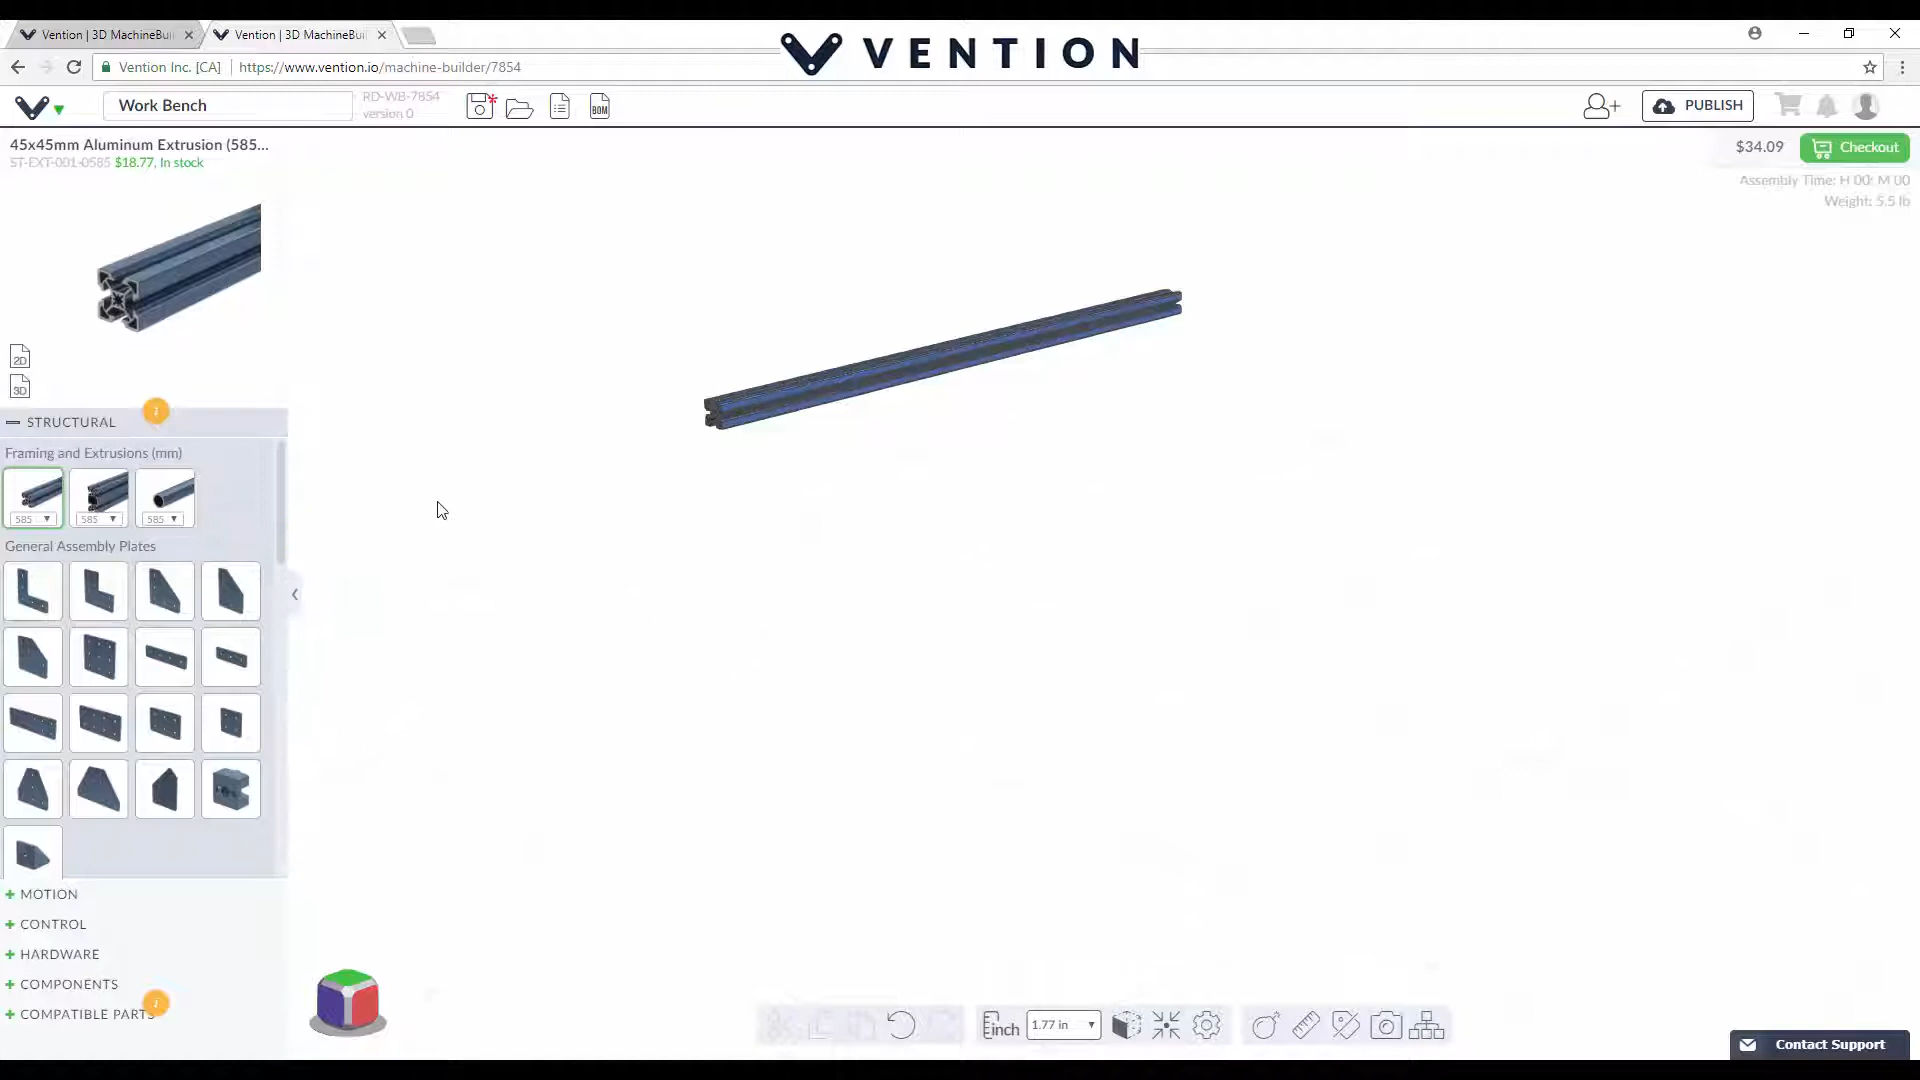 Vention | 3D MachineBui
Vention | 3D MachineBui
VENTION
Vention Inc. [CA]
https://www.vention.io/machine-builder/7854
Work Bench
RD-WB-7854
version 0
BOM
PUBLISH
45x45mm Aluminum Extrusion (585...
ST-EXT-001-0585 $18.77, In stock
$34.09
Checkout
Assembly Time: H 00: M 00
Weight: 5.5 lb
2D
3D
STRUCTURAL
Framing and Extrusions (mm)
585
585
585
General Assembly Plates
MOTION
CONTROL
HARDWARE
COMPONENTS
COMPATIBLE PARTS
inch
1.77 in
Contact Support